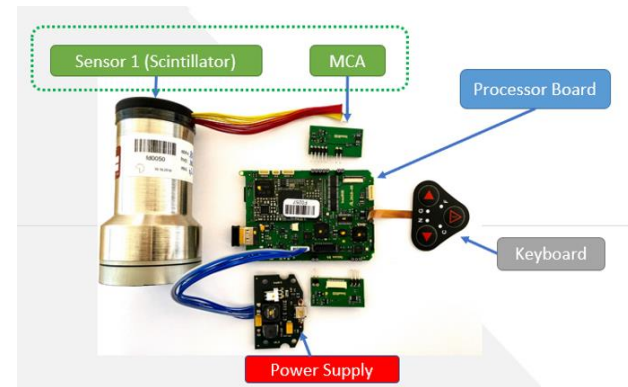 Sensor 1 (Scintillator)
MCA
Processor Board
M0050
Keyboard
Power Supply